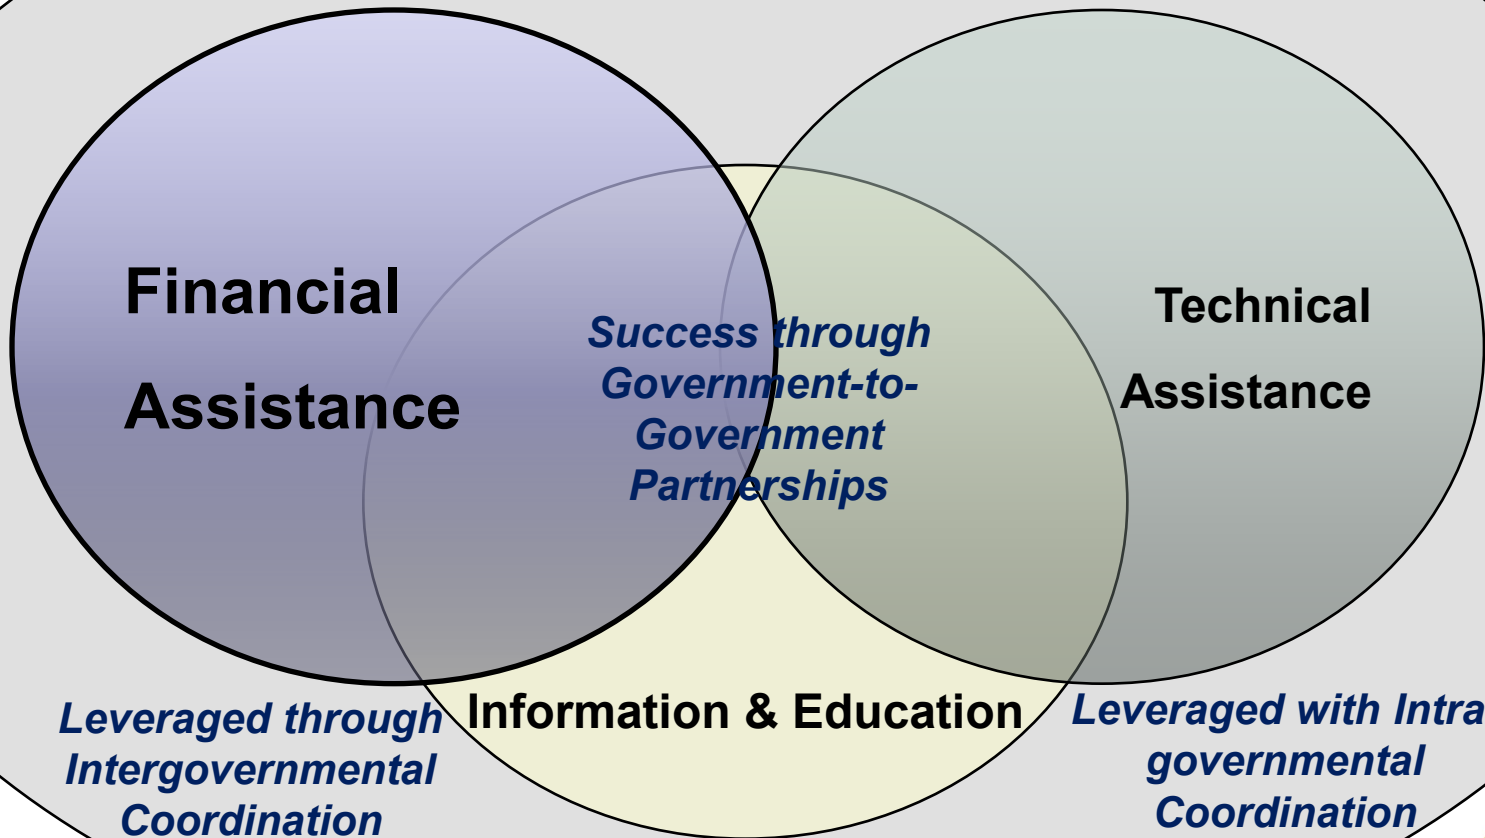 Financial
Assistance
Success through
Government-to-
Government
Partnerships
Technical
Assistance
Information & Education
Leveraged through
Intergovernmental
Coordination
Leveraged with Intra
governmental
Coordination